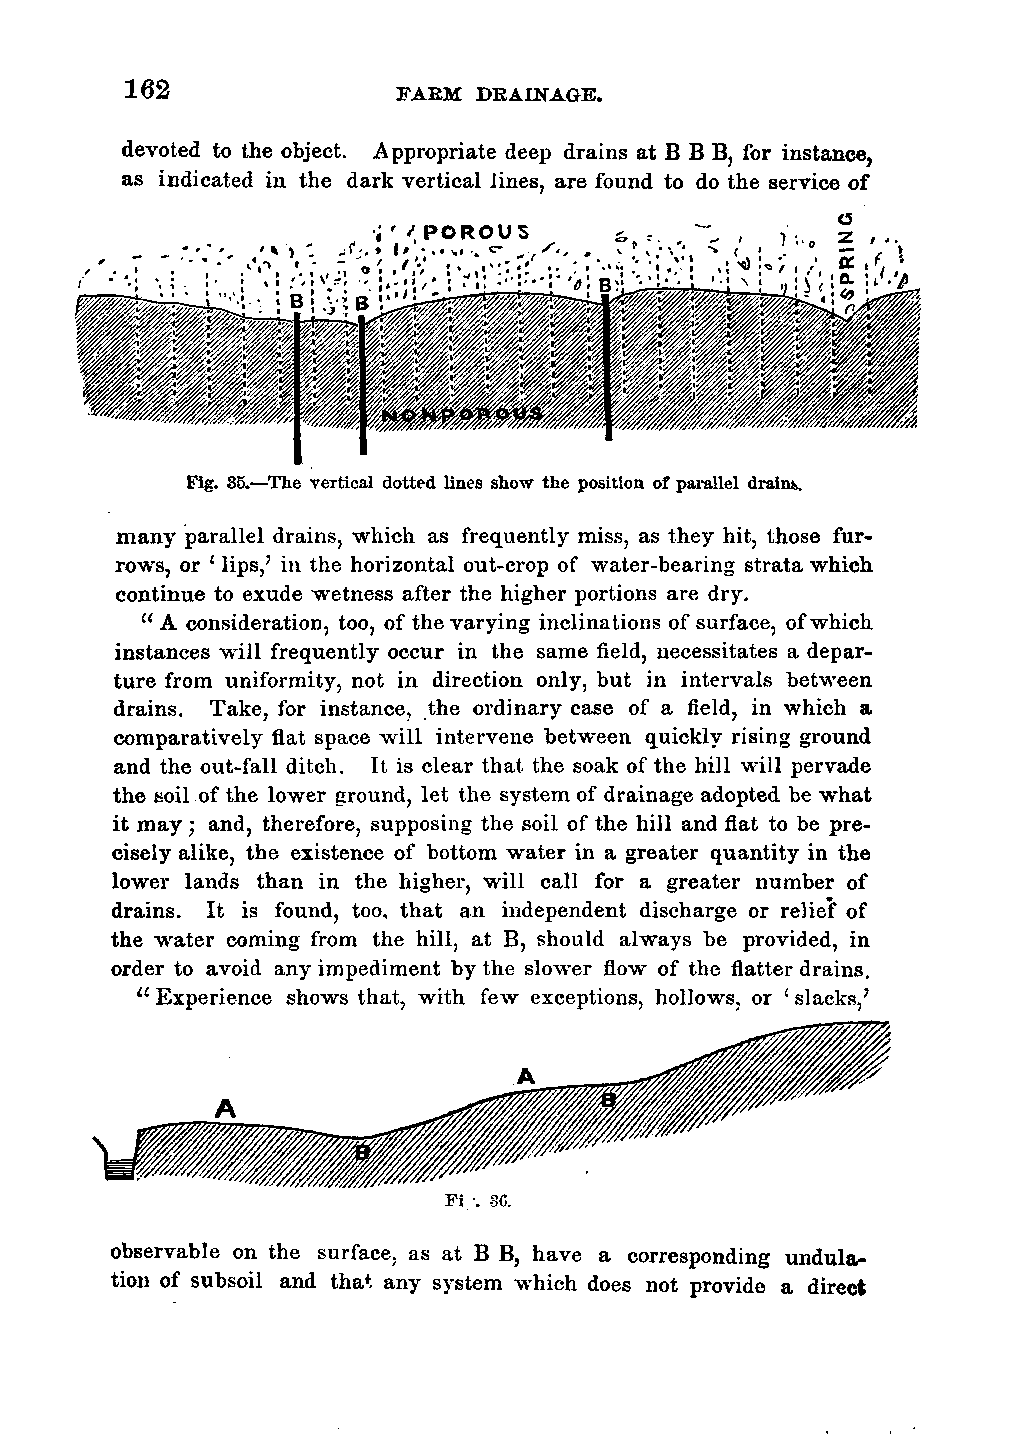 162
FARM DRAINAGE.
devoted to the object. Appropriate deep drains at B B B, for instance,
as indicated in the dark vertical lines, are found to do the service of
POROUS
SPRING
B
B
B
NONPOROUS
Fig. 35.—The vertical dotted lines show the position of parallel drains.
many parallel drains, which as frequently miss, as they hit, those fur-
rows, or ‘ lips,’ in the horizontal out-crop of water-bearing strata which
continue to exude wetness after the higher portions are dry.
“ A consideration, too, of the varying inclinations of surface, of which
instances will frequently occur in the same field, necessitates a depar-
ture from uniformity, not in direction only, but in intervals between
drains. Take, for instance, the ordinary case of a field, in which a
comparatively flat space will intervene between quickly rising ground
and the out-fall ditch. It is clear that the soak of the hill will pervade
the soil of the lower ground, let the system of drainage adopted be what
it may ; and, therefore, supposing the soil of the hill and flat to be pre-
cisely alike, the existence of bottom water in a greater quantity in the
lower lands than in the higher, will call for a greater number of
drains. It is found, too, that an independent discharge or relief of
the water coming from the hill, at B, should always be provided, in
order to avoid any impediment by the slower flow of the flatter drains.
“ Experience shows that, with few exceptions, hollows, or ‘ slacks,’
A
A
B
B
Fi . 36.
observable on the surface, as at B B, have a corresponding undula-
tion of subsoil and that any system which does not provide a direct